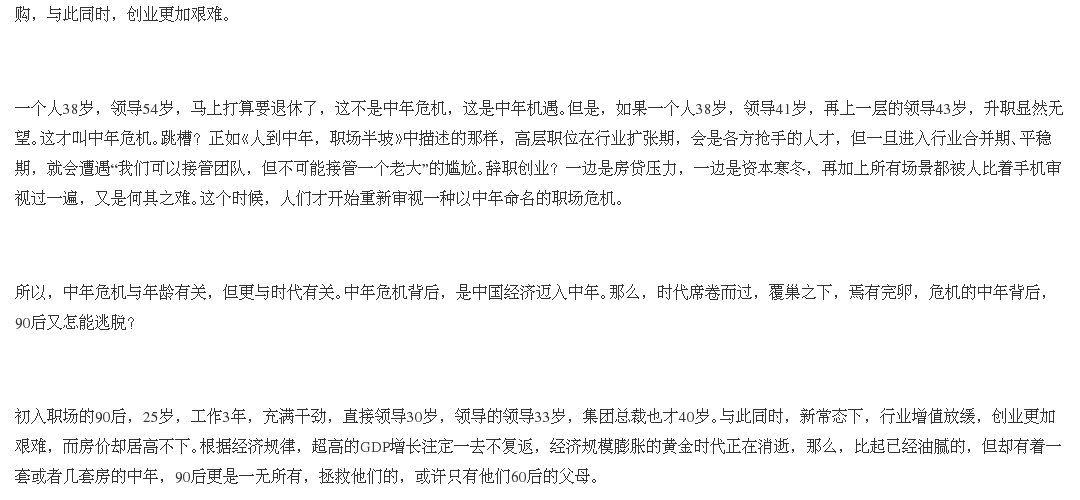 购，与此同时，创业更加艰难。
一个人38岁，领导54岁，马上打算要退休了，这不是中年危机，这是中年机遇。但是，如果一个人38岁，领导41岁，再上一层的领导43岁，升职显然无
望。这才叫中年危机。跳槽？正如《人到中年，职场半坡》中描述的那样，高层职位在行业扩张期，会是各方抢手的人才，但一旦进入行业合并期、平稳
期，就会遭遇“我们可以接管团队，但不可能接管一个老大”的尴尬。辞职创业？一边是房贷压力，一边是资本寒冬，再加上所有场景都被人比着手机审
视过一遍，又是何其之难。这个时候，人们才开始重新审视一种以中年命名的职场危机。
所以，中年危机与年龄有关，但更与时代有关。中年危机背后，是中国经济迈入中年。那么，时代席卷而过，覆巢之下，焉有完卵，危机的中年背后，
90后又怎能逃脱？
初入职场的90后，25岁，工作3年，充满干劲，直接领导30岁，领导的领导33岁，集团总裁也才40岁。与此同时，新常态下，行业增值放缓，创业更加
艰难，而房价却居高不下。根据经济规律，超高的GDP增长注定一去不复返，经济规模膨胀的黄金时代正在消逝，那么，比起已经油腻的，但却有着一
套或者几套房的中年，90后更是一无所有，拯救他们的，或许只有他们60后的父母。